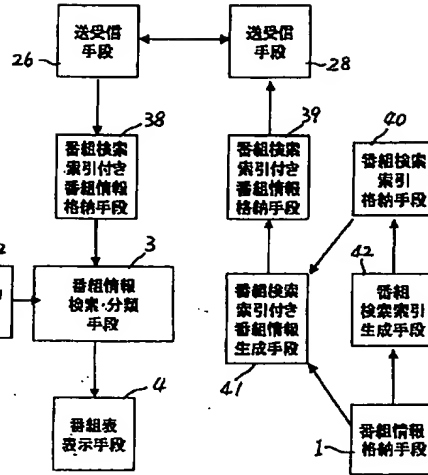 送受信
手段
26
送受信
手段
28
38
番組検索
索引付き
番組情報
格納手段
39
番組検索
索引付き
番組情報
格納手段
40
番組検索
索引
格納手段
3
番組情報
検索・分類
手段
番組検索
索引付き
番組情報
生成手段
41
42
番組
検索索引
生成手段
4
番組表
表示手段
1
番組情報
格納手段